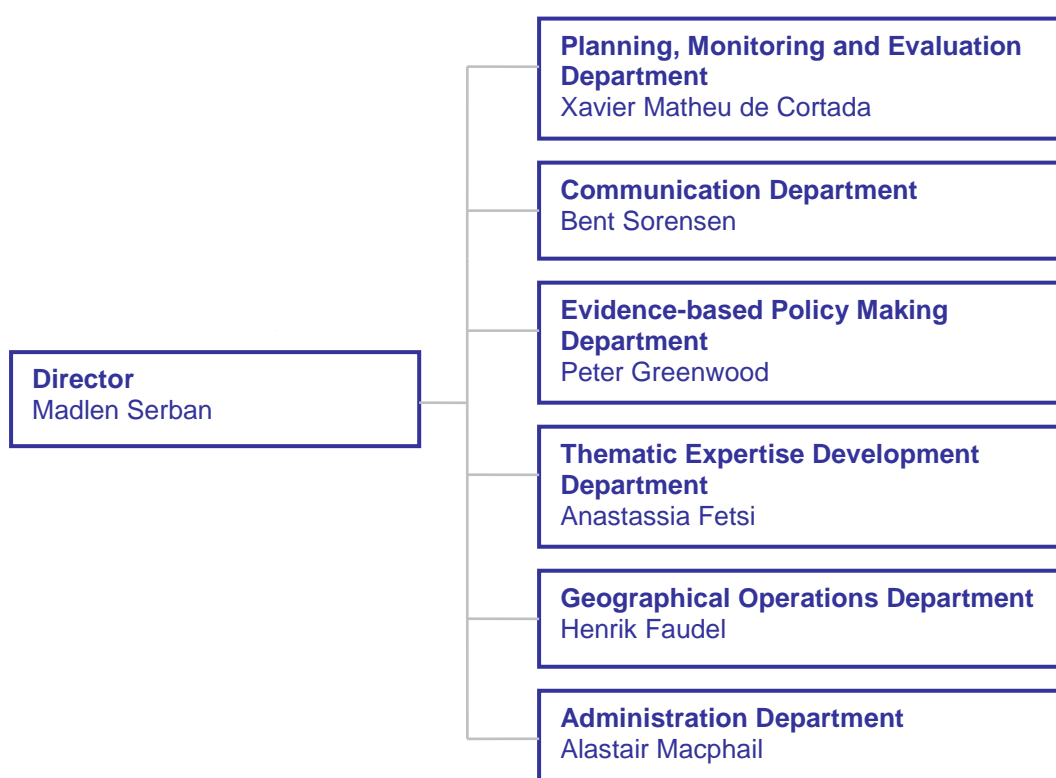 Planning, Monitoring and Evaluation
Department
Xavier Matheu de Cortada
Communication Department
Bent Sorensen
Evidence-based Policy Making
Department
Peter Greenwood
Director
Madlen Serban
Thematic Expertise Development
Department
Anastassia Fetsi
Geographical Operations Department
Henrik Faudel
Administration Department
Alastair Macphail